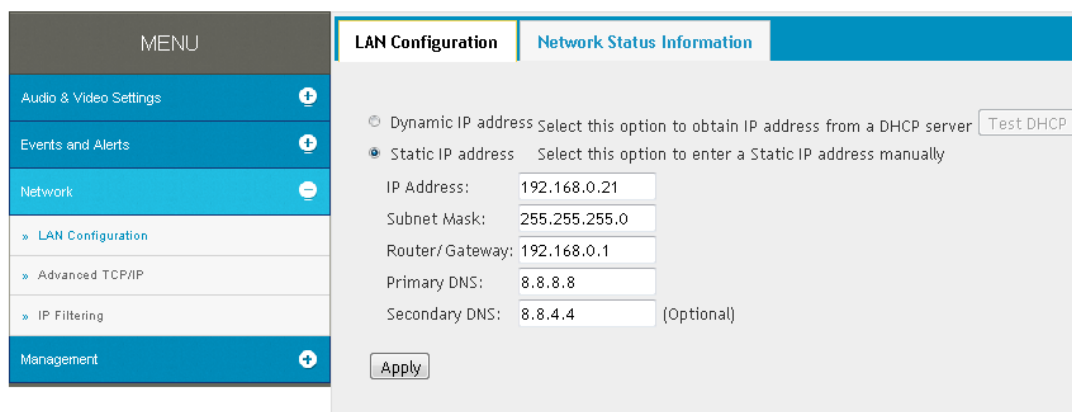 MENU
Audio & Video Settings
Events and Alerts
Network
» LAN Configuration
» Advanced TCP/IP
» IP Filtering
Management
LAN Configuration
Network Status Information
Dynamic IP address Select this option to obtain IP address from a DHCP server Test DHCP
Static IP address Select this option to enter a Static IP address manually
IP Address: 192.168.0.21
Subnet Mask: 255.255.255.0
Router/Gateway: 192.168.0.1
Primary DNS: 8.8.8.8
Secondary DNS: 8.8.4.4 (Optional)
Apply